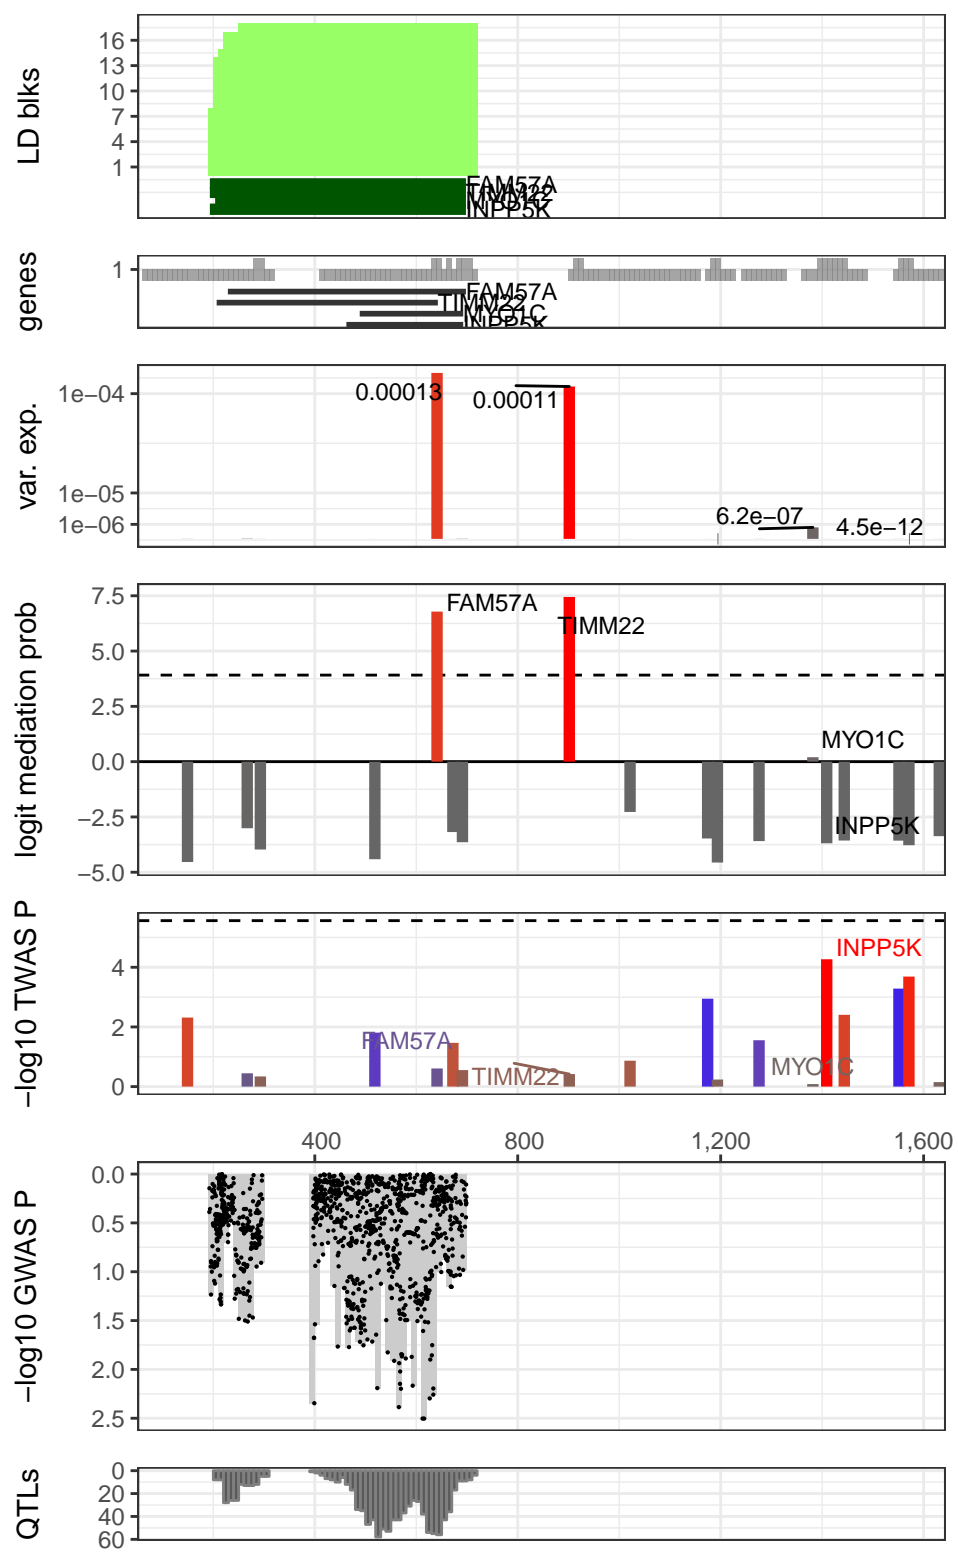 LD blks
16
13
10
7
4
1
FAM57A
TIMM22
MYO1C
INPP5K
genes
1
FAM57A
TIMM22
MYO1C
INPP5K
var. exp.
1e−04
1e−05
1e−06
0.00013
0.00011
6.2e−07
4.5e−12
logit mediation prob
7.5
5.0
2.5
0.0
−2.5
−5.0
FAM57A
TIMM22
MYO1C
INPP5K
−log10 TWAS P
4
2
0
INPP5K
FAM57A
TIMM22
MYO1C
400 800 1,200 1,600
−log10 GWAS P
0.0
0.5
1.0
1.5
2.0
2.5
QTLs
0
20
40
60